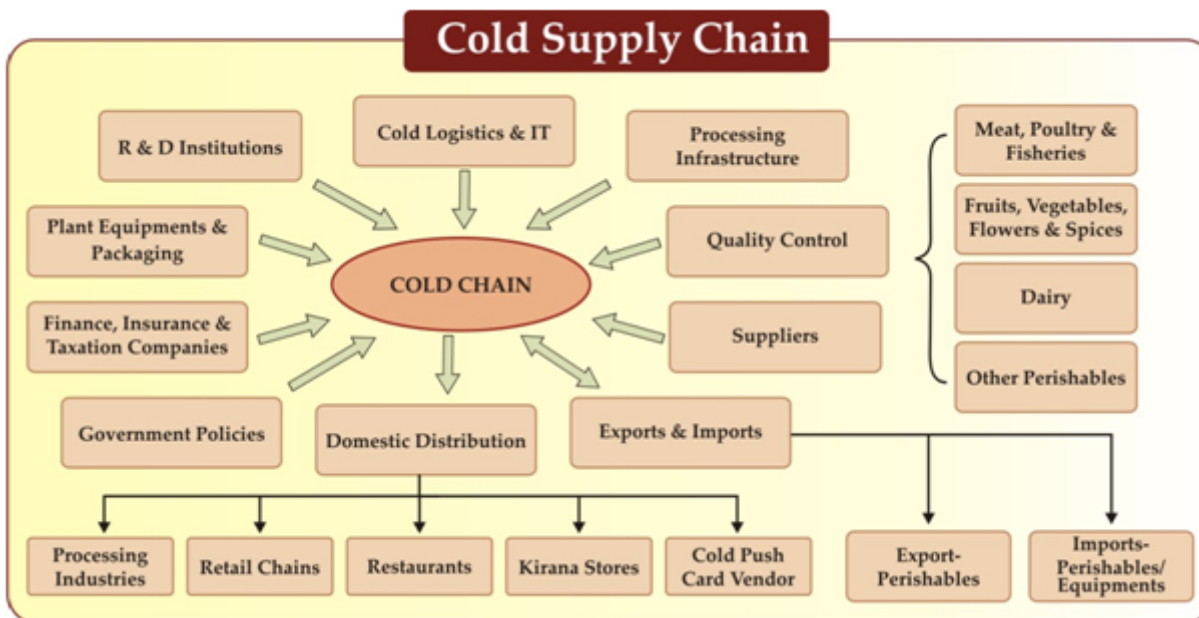 Cold Supply Chain
R & D Institutions
Cold Logistics & IT
Processing
Infrastructure
Meat, Poultry &
Fisheries
Plant Equipments &
Packaging
Quality Control
Fruits, Vegetables,
Flowers & Spices
COLD CHAIN
Dairy
Finance, Insurance &
Taxation Companies
Suppliers
Other Perishables
Government Policies
Domestic Distribution
Exports & Imports
Processing
Industries
Retail Chains
Restaurants
Kirana Stores
Cold Push
Card Vendor
Export-
Perishables
Imports-
Perishables/
Equipments